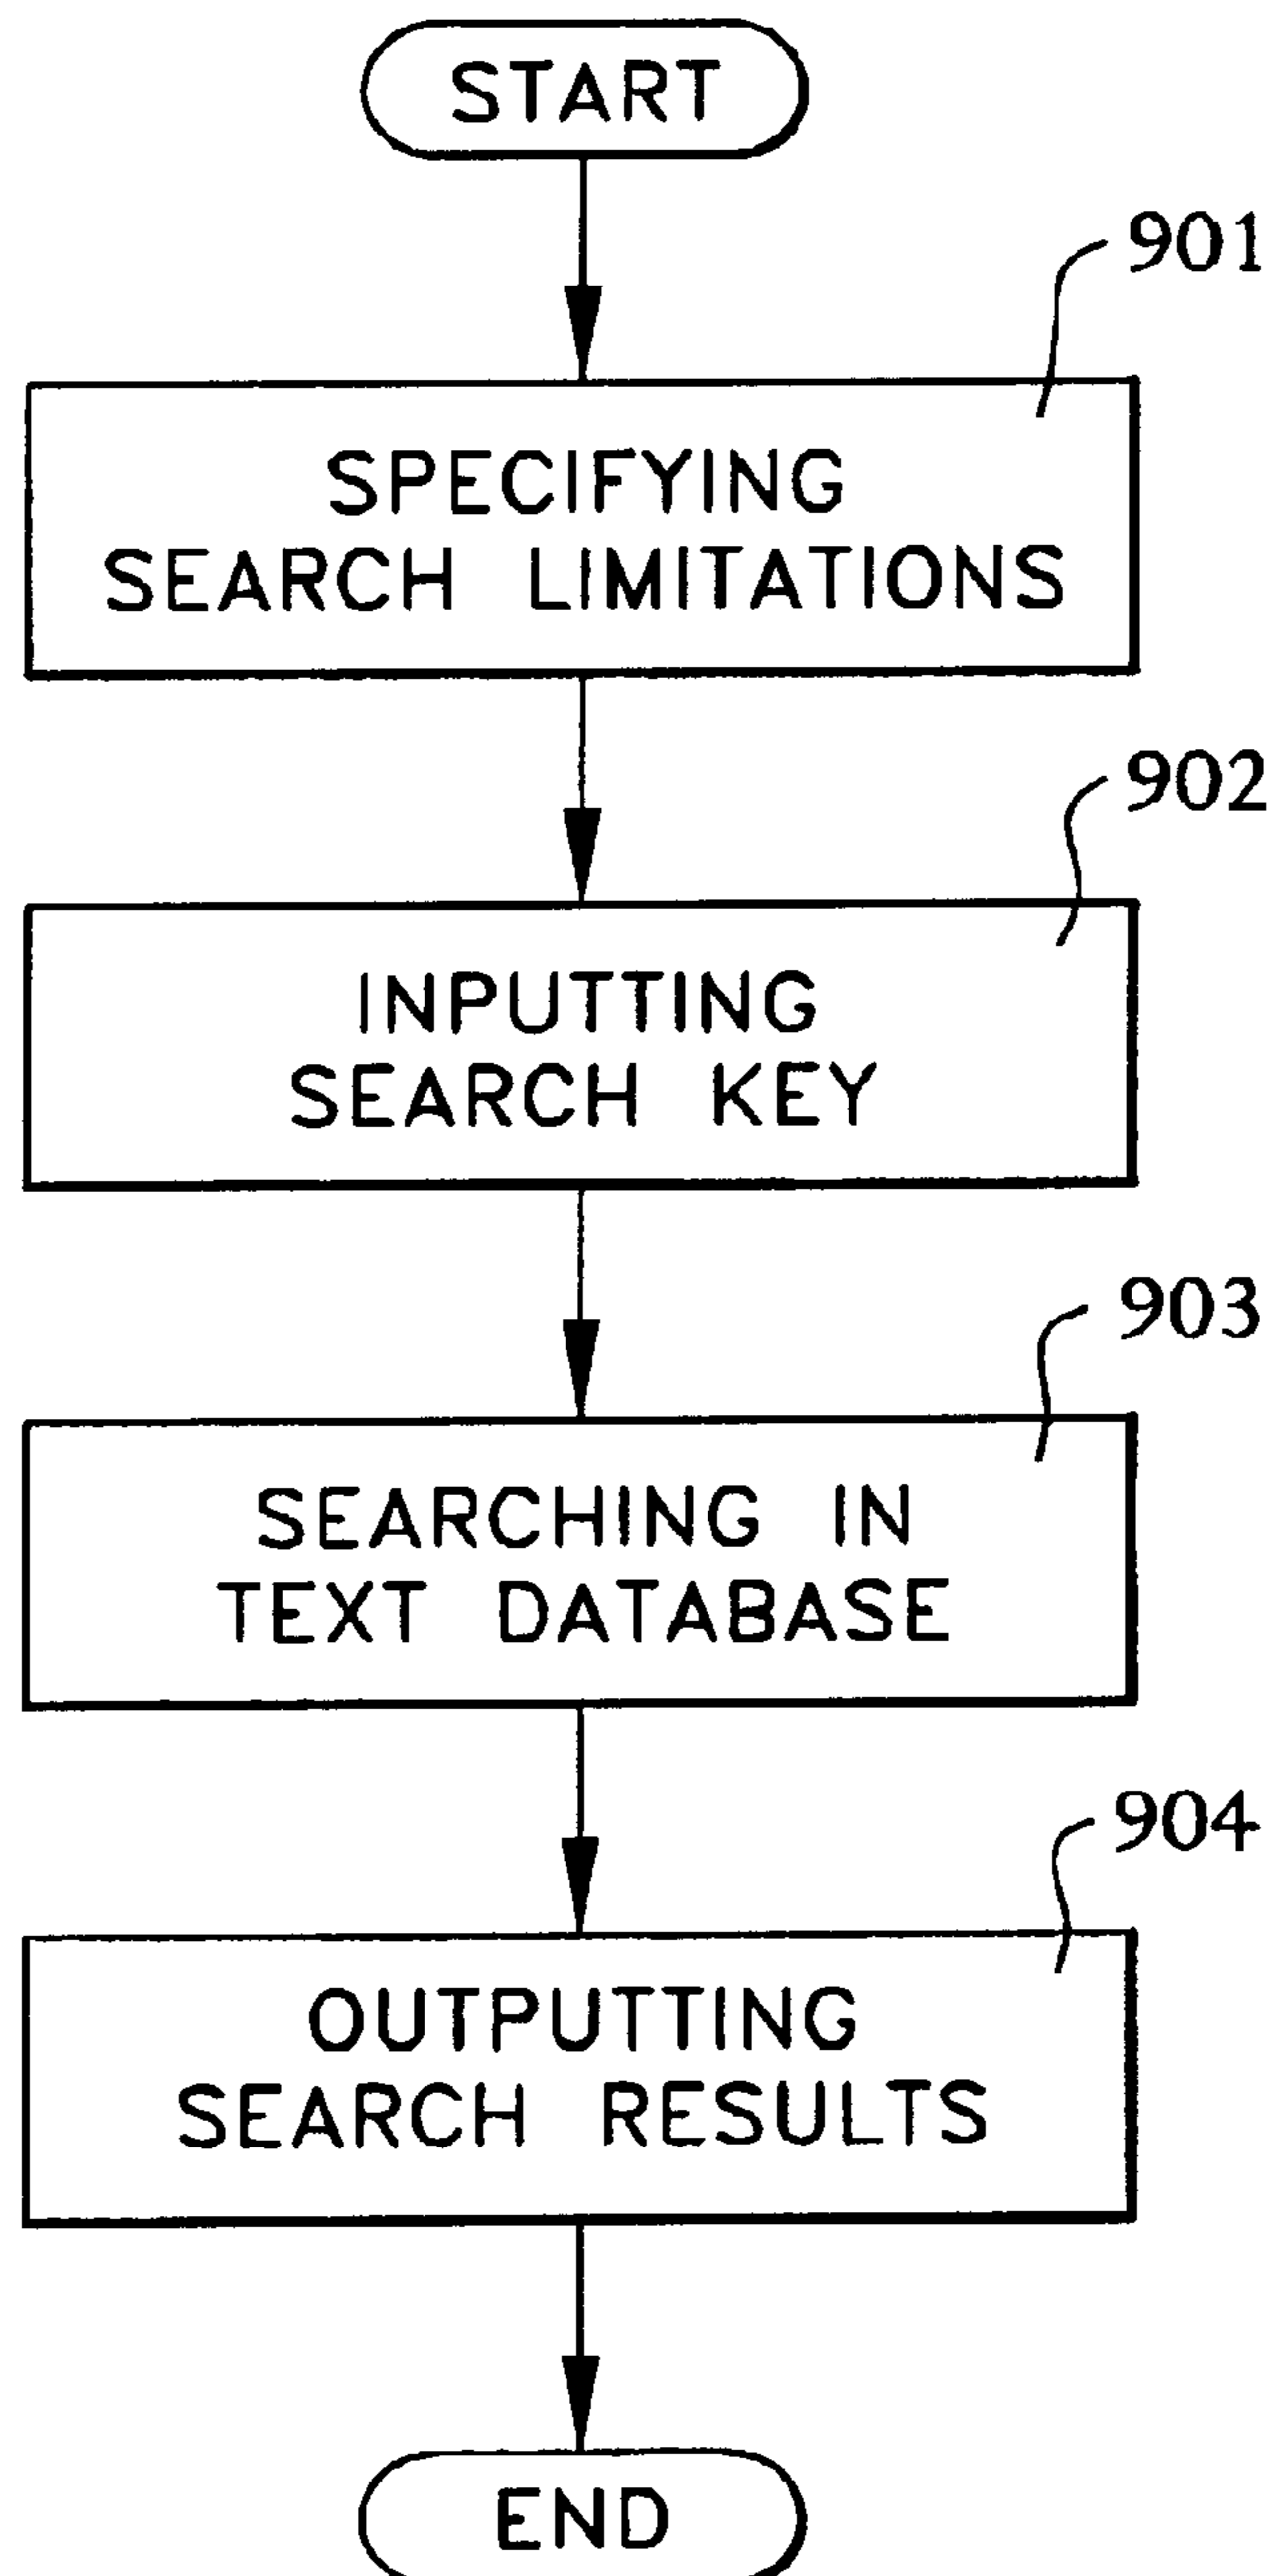 START
901
SPECIFYING
SEARCH LIMITATIONS
902
INPUTTING
SEARCH KEY
903
SEARCHING IN
TEXT DATABASE
904
OUTPUTTING
SEARCH RESULTS
END